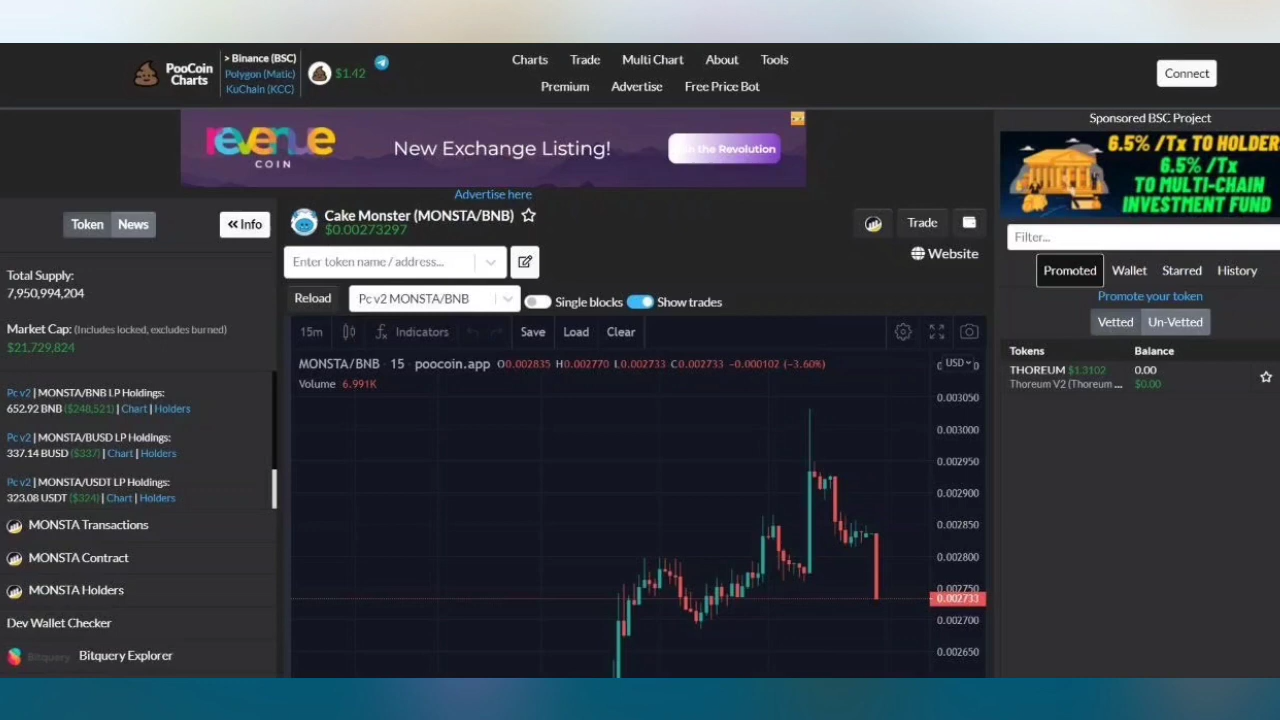 PooCoin
Charts
> Binance (BSC)
Polygon (Matic)
KuChain (KCC)
$1.42
Charts
Trade
Multi Chart
About
Tools
Premium
Advertise
Free Price Bot
Connect
revenue
COIN
New Exchange Listing!
the Revolution
Advertise here
Sponsored BSC Project
6.5% /Tx TO HOLDER
6.5% /Tx
TO MULTI-CHAIN
INVESTMENT FUND
Token
News
Info
Total Supply:
7,950,994,204
Market Cap: (Includes locked, excludes burned)
$21,729,824
Pc v2 | MONSTA/BNB LP Holdings:
652.92 BNB ($248,521) | Chart | Holders
Pc v2 | MONSTA/BUSD LP Holdings:
337.14 BUSD ($337) | Chart | Holders
Pc v2 | MONSTA/USDT LP Holdings:
323.08 USDT ($324) | Chart | Holders
MONSTA Transactions
MONSTA Contract
MONSTA Holders
Dev Wallet Checker
Bitquery Bitquery Explorer
Cake Monster (MONSTA/BNB)
$0.00273297
Trade
Website
Enter token name / address...
Reload
Pc v2 MONSTA/BNB
Single blocks
Show trades
15m
Indicators
Save
Load
Clear
MONSTA/BNB · 15 · poocoin.app O0.002835 H0.002770 L0.002733 C0.002733 −0.000102 (−3.60%)
Volume 6.991K
USD
0.003050
0.003000
0.002950
0.002900
0.002850
0.002800
0.002750
0.002733
0.002700
0.002650
Filter...
Promoted
Wallet
Starred
History
Promote your token
Vetted
Un-Vetted
Tokens
Balance
THOREUM $1.3102
0.00
Thoreum V2 (Thoreum ...
$0.00